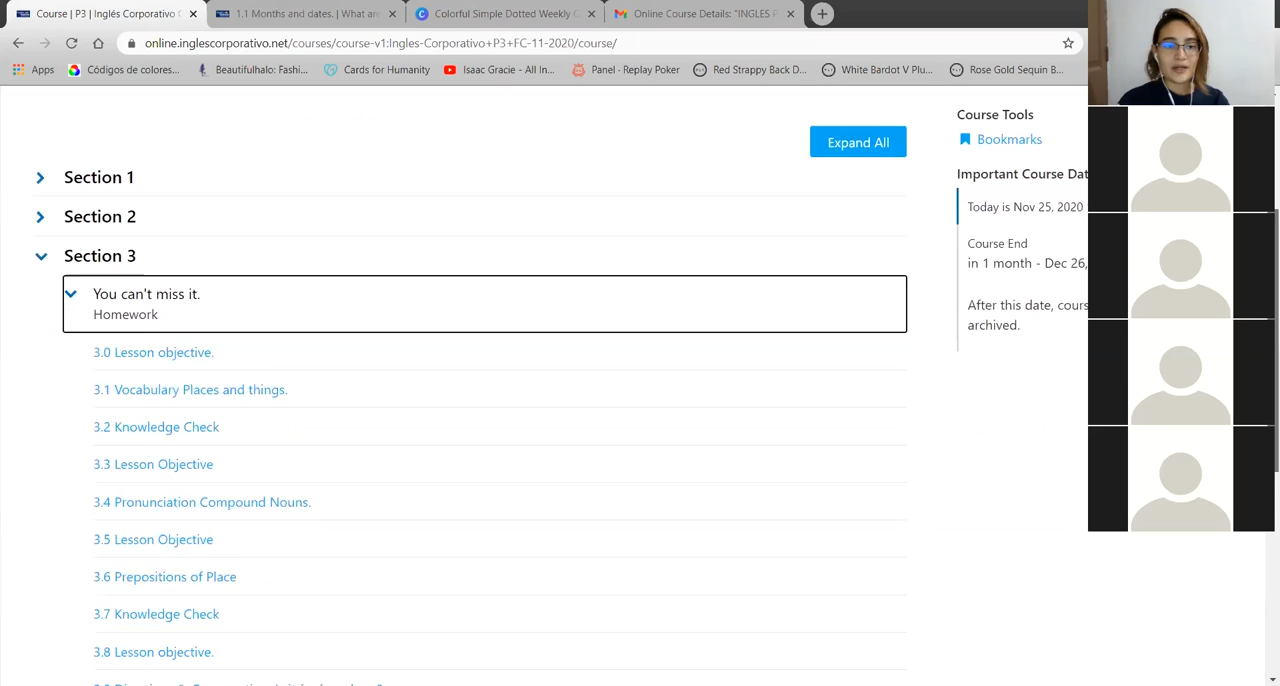 Course | P3 | Inglés Corporativo
1.1 Months and dates. | What are
Colorful Simple Dotted Weekly C
Online Course Details: "INGLES P
online.inglescorporativo.net/courses/course-v1:Ingles-Corporativo+P3+FC-11-2020/course/
Apps
Códigos de colores...
Beautifulhalo: Fashi...
Cards for Humanity
Isaac Gracie - All In...
Panel · Replay Poker
Red Strappy Back D...
White Bardot V Plu...
Rose Gold Sequin B...
Expand All
Section 1
Section 2
Section 3
You can't miss it.
Homework
3.0 Lesson objective.
3.1 Vocabulary Places and things.
3.2 Knowledge Check
3.3 Lesson Objective
3.4 Pronunciation Compound Nouns.
3.5 Lesson Objective
3.6 Prepositions of Place
3.7 Knowledge Check
3.8 Lesson objective.
Course Tools
Bookmarks
Important Course Dat
Today is Nov 25, 2020
Course End
in 1 month - Dec 26,
After this date, cours
archived.